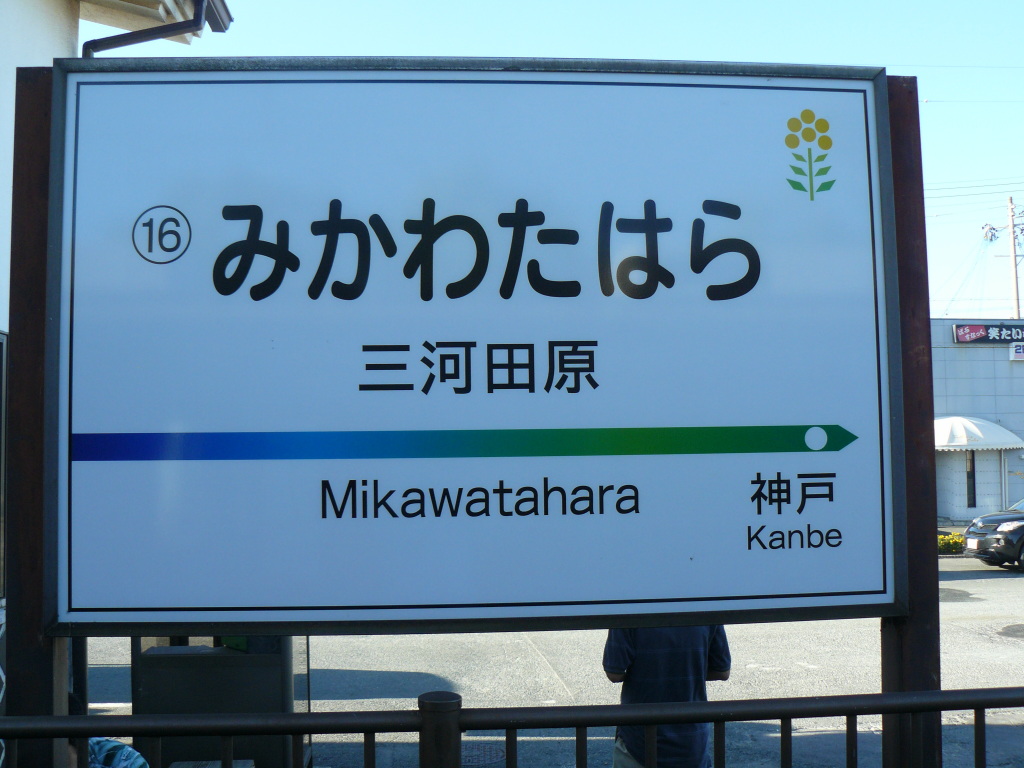 16
みかわたはら
三河田原
Mikawatahara
神戸
Kanbe